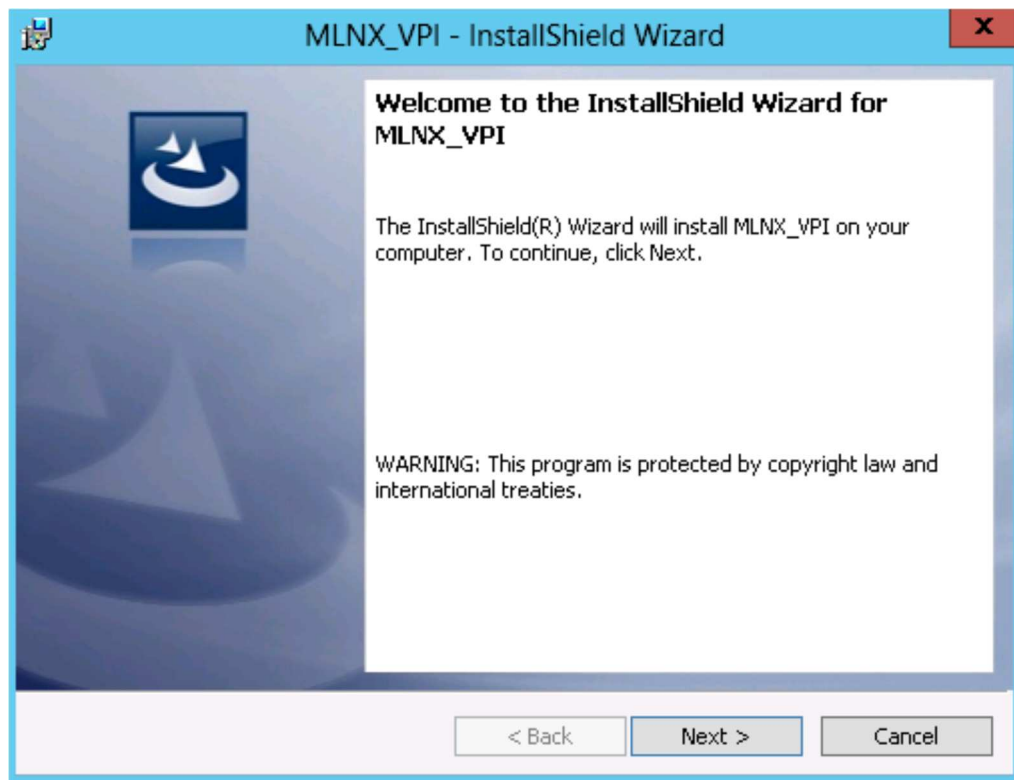 MLNX_VPI - InstallShield Wizard
x
Welcome to the InstallShield Wizard for
MLNX_VPI
The InstallShield(R) Wizard will install MLNX_VPI on your
computer. To continue, click Next.
WARNING: This program is protected by copyright law and
international treaties.
< Back
Next >
Cancel